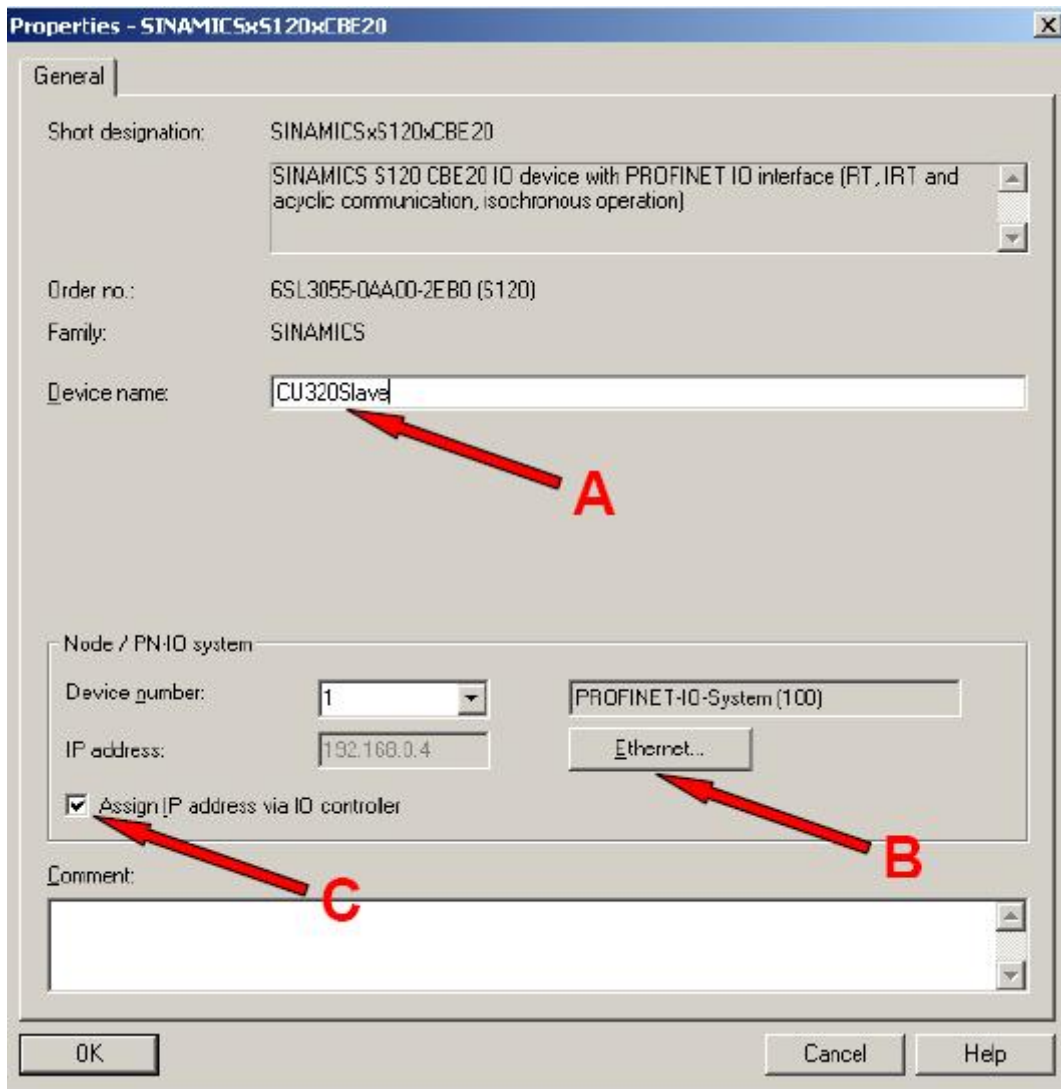 Properties - SINAMICSxS120xCBE20
General
Short designation: SINAMICSxS120xCBE20
SINAMICS S120 CBE20 IO device with PROFINET IO interface (RT, IRT and
acyclic communication, isochronous operation)
Order no.: 6SL3055-0AA00-2EB0 (S120)
Family: SINAMICS
Device name: CU320Slave
A
Node / PN-IO system
Device number: 1 PROFINET-IO-System (100)
IP address: 192.168.0.4 Ethernet...
Assign IP address via IO controller
B
Comment:
C
OK Cancel Help